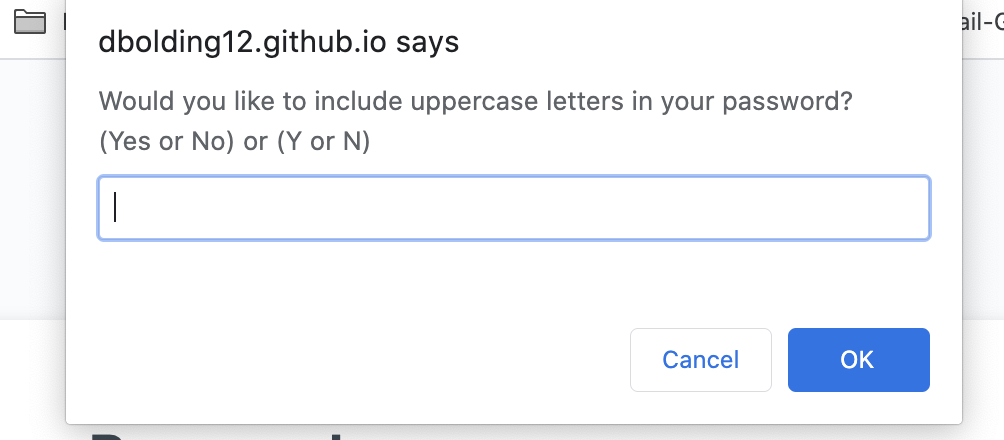 dbolding12.github.io says
Would you like to include uppercase letters in your password?
(Yes or No) or (Y or N)
Cancel
OK